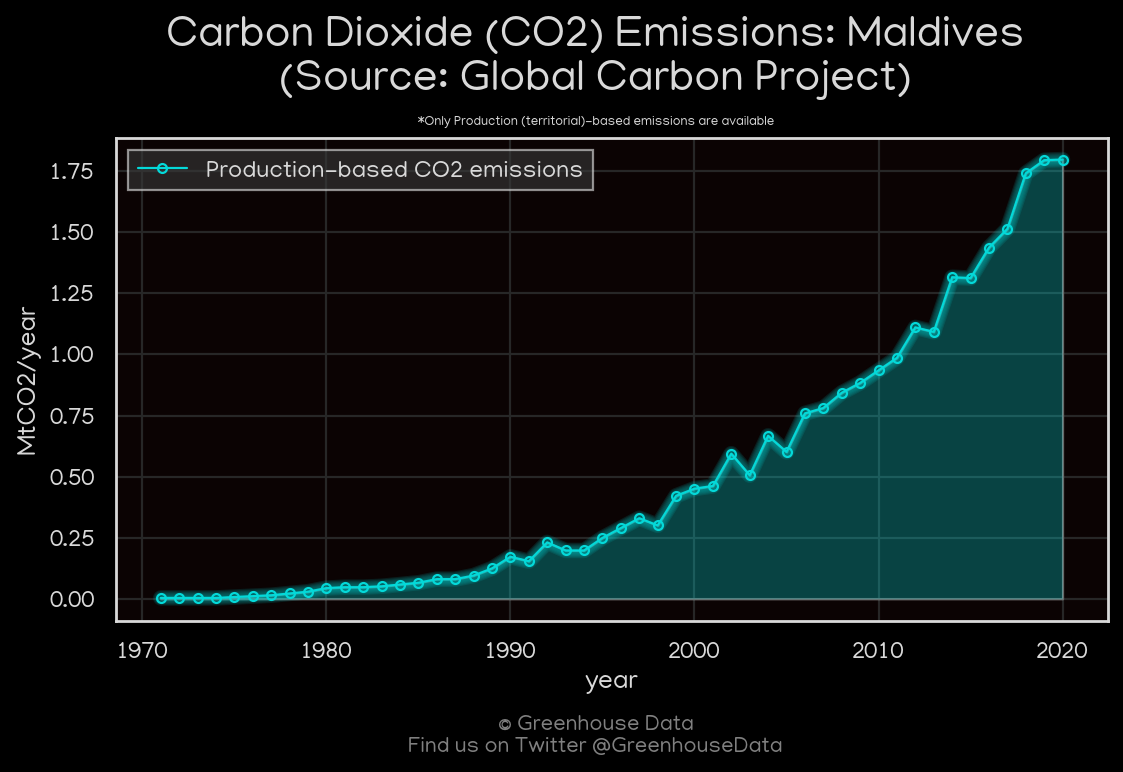 Carbon Dioxide (CO2) Emissions: Maldives
(Source: Global Carbon Project)
*Only Production (territorial)-based emissions are available
Production-based CO2 emissions
1.75
1.50
1.25
1.00
0.75
0.50
0.25
0.00
MtCO2/year
1970 1980 1990 2000 2010 2020
year
© Greenhouse Data
Find us on Twitter @GreenhouseData